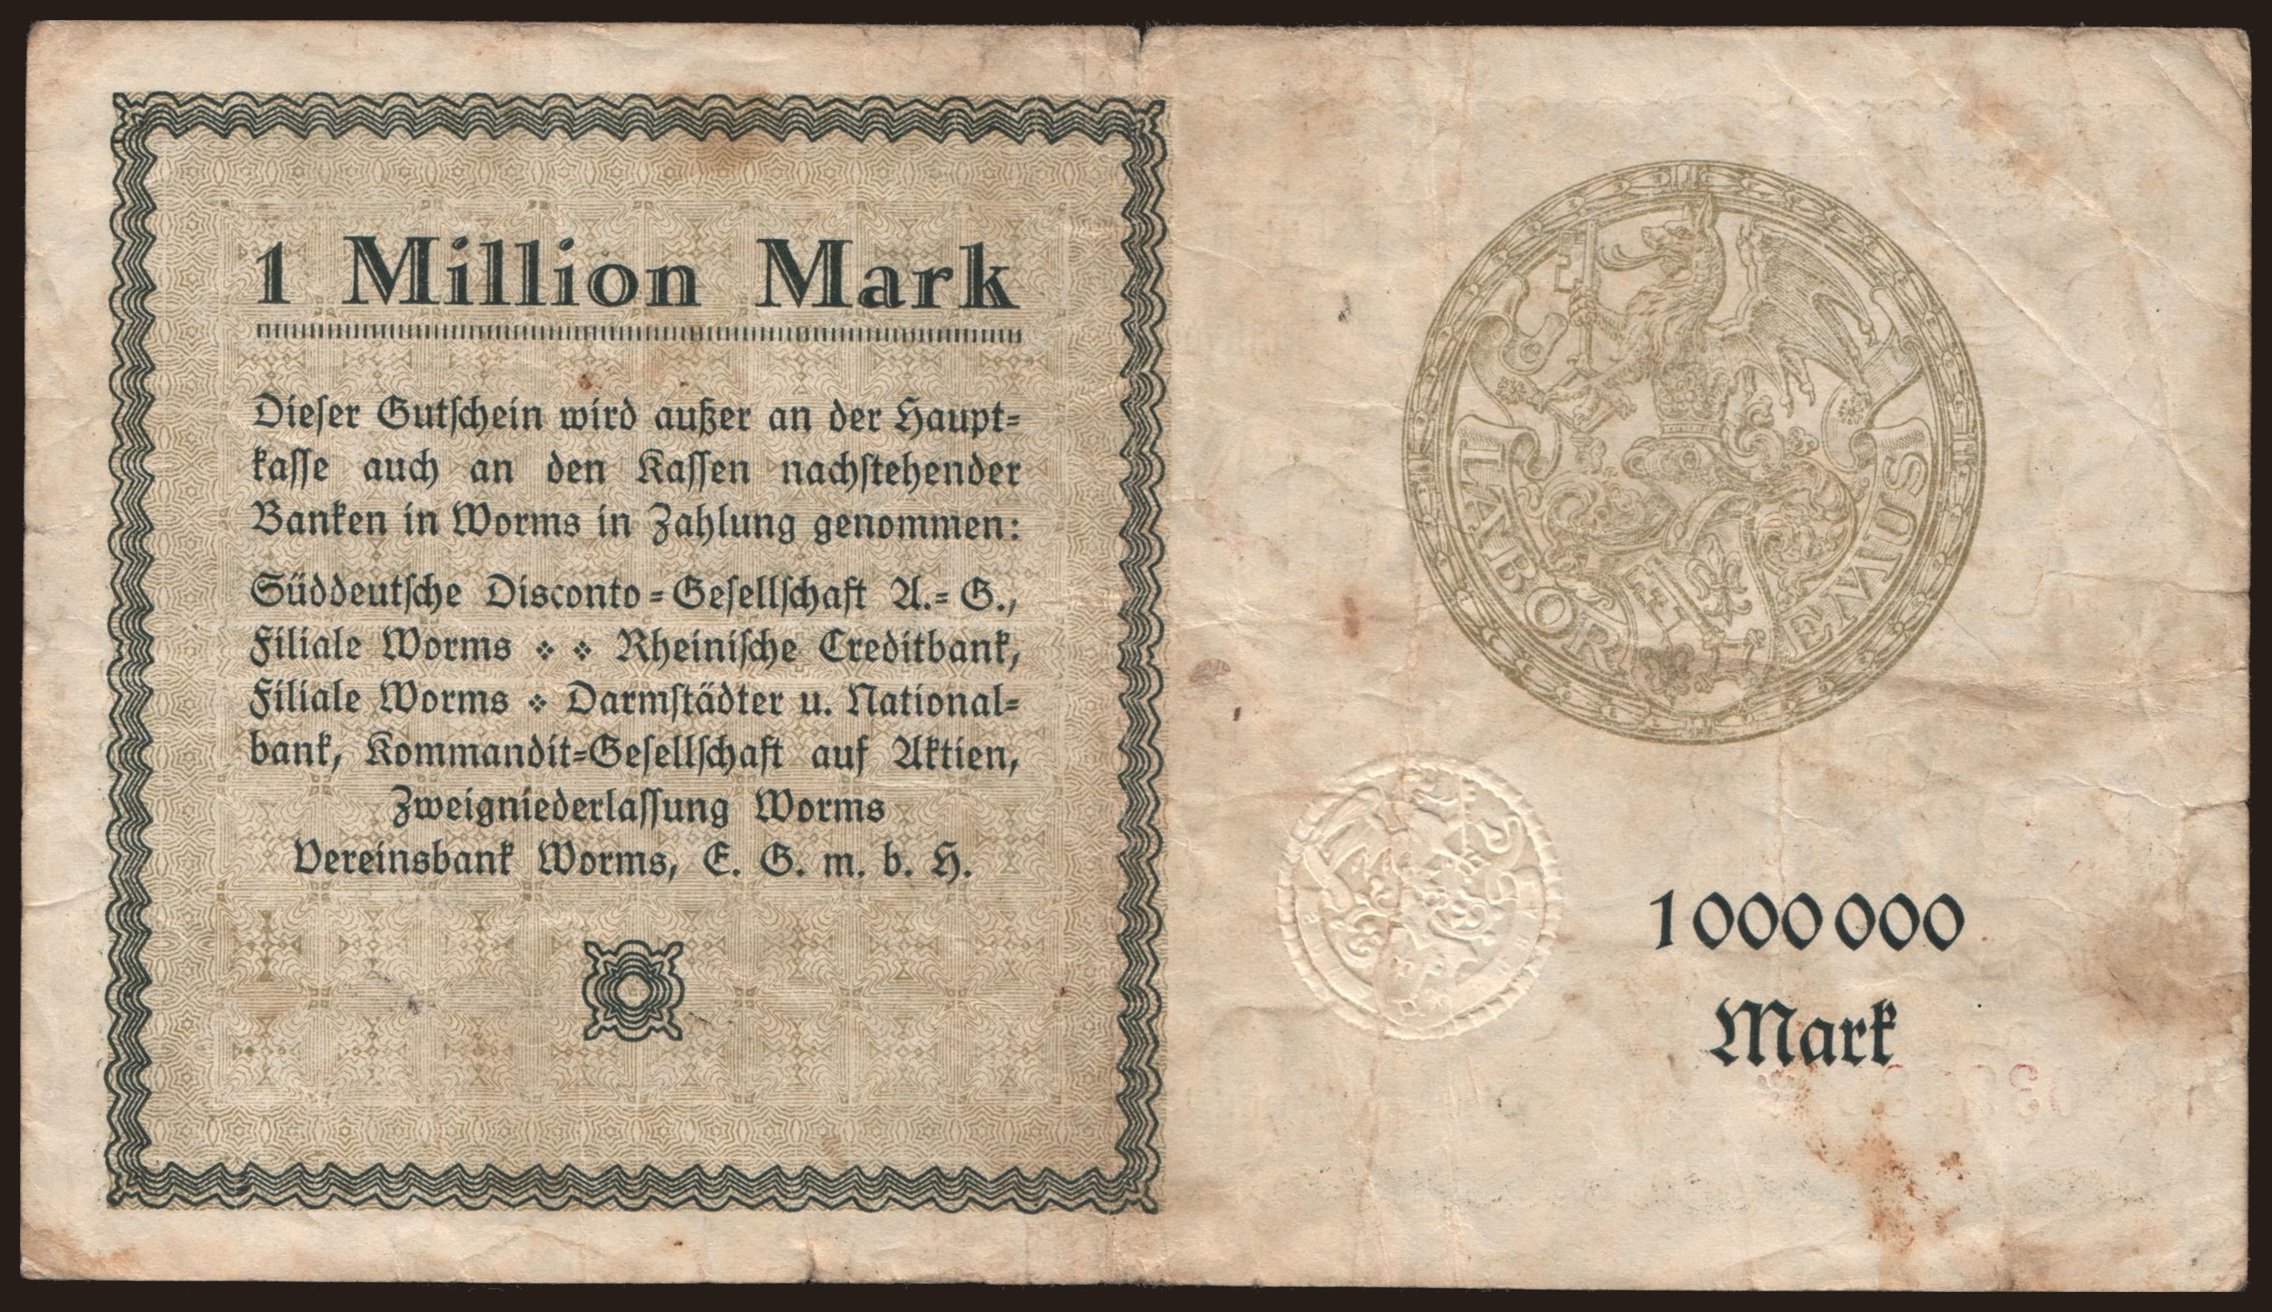 1 Million Mark
Dieser Gutschein wird außer an der Haupt=
kasse auch an den Kassen nachstehender
Banken in Worms in Zahlung genommen:
Süddeutsche Disconto=Gesellschaft A.=G.,
Filiale Worms Rheinische Creditbank,
Filiale Worms Darmstädter u. National=
bank, Kommandit=Gesellschaft auf Aktien,
Zweigniederlassung Worms
Vereinsbank Worms, E. G. m. b. H.
LABOREMUS
1000000
Mark